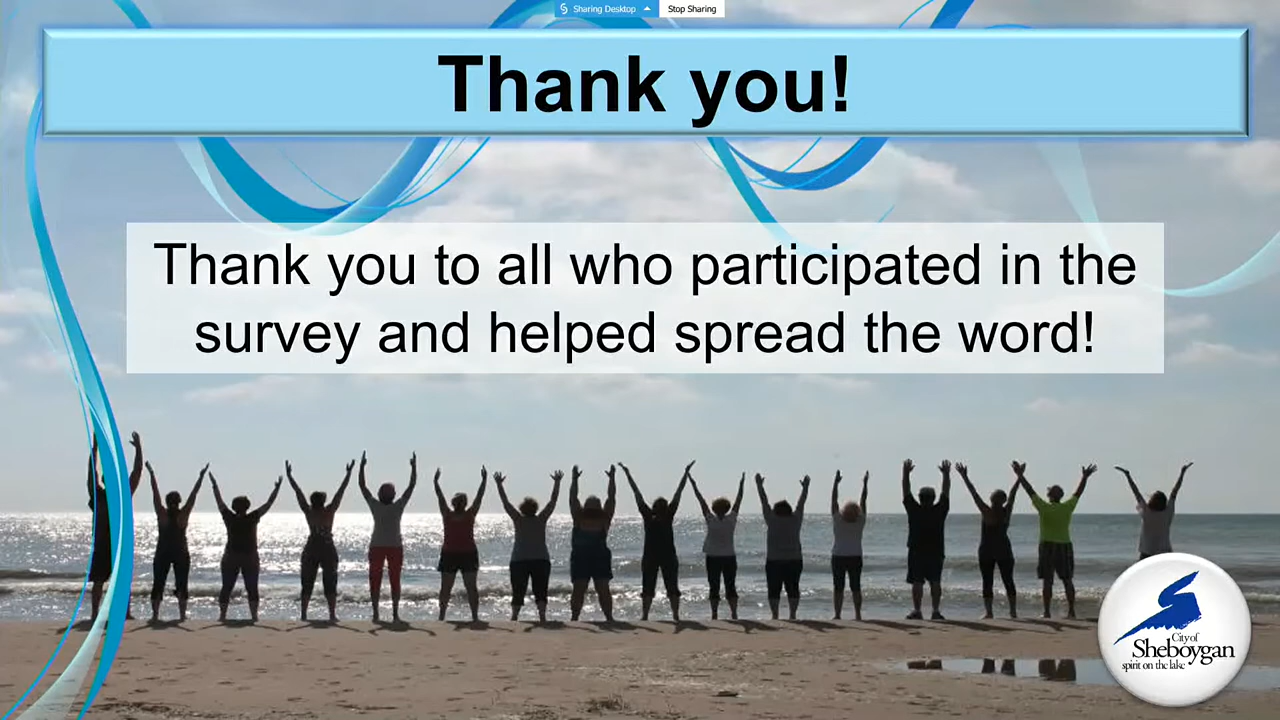 Sharing Desktop Stop Sharing
Thank you!
Thank you to all who participated in the
survey and helped spread the word!
City of
Sheboygan
spirit on the lake